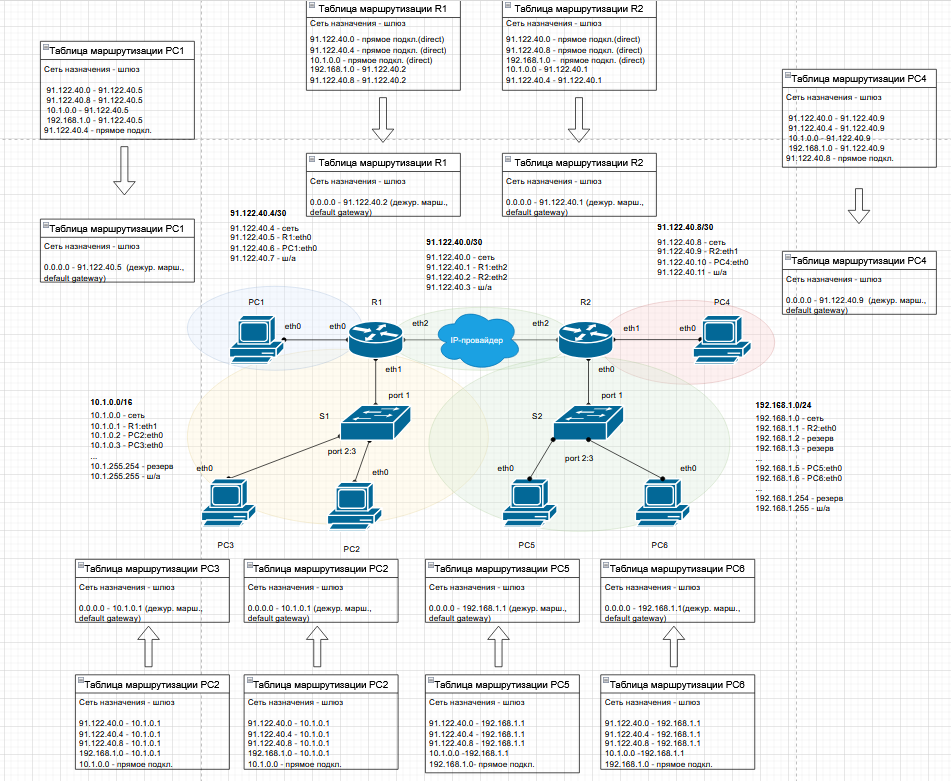 Таблица маршрутизации R1
Сеть назначения - шлюз
91.122.40.0 - прямое подкл.(direct)
91.122.40.4 - прямое подкл. (direct)
10.1.0.0 - прямое подкл. (direct)
192.168.1.0 - 91.122.40.2
91.122.40.8 - 91.122.40.2
Таблица маршрутизации R2
Сеть назначения - шлюз
91.122.40.0 - прямое подкл.(direct)
91.122.40.8 - прямое подкл. (direct)
192.168.1.0 - прямое подкл. (direct)
10.1.0.0 - 91.122.40.1
91.122.40.4 - 91.122.40.1
Таблица маршрутизации PC1
Сеть назначения - шлюз
91.122.40.0 - 91.122.40.5
91.122.40.8 - 91.122.40.5
10.1.0.0 - 91.122.40.5
192.168.1.0 - 91.122.40.5
91.122.40.4 - прямое подкл.
Таблица маршрутизации PC4
Сеть назначения - шлюз
91.122.40.0 - 91.122.40.9
91.122.40.4 - 91.122.40.9
10.1.0.0 - 91.122.40.9
192.168.1.0 - 91.122.40.9
91.122.40.8 - прямое подкл.
Таблица маршрутизации R1
Сеть назначения - шлюз
0.0.0.0 - 91.122.40.2 (дежур. марш.,
default gateway)
Таблица маршрутизации R2
Сеть назначения - шлюз
0.0.0.0 - 91.122.40.1 (дежур. марш.,
default gateway)
Таблица маршрутизации PC1
Сеть назначения - шлюз
0.0.0.0 - 91.122.40.5 (дежур. марш.,
default gateway)
91.122.40.4/30
91.122.40.4 - сеть
91.122.40.5 - R1:eth0
91.122.40.6 - PC1:eth0
91.122.40.7 - ш/а
91.122.40.0/30
91.122.40.0 - сеть
91.122.40.1 - R1:eth2
91.122.40.2 - R2:eth2
91.122.40.3 - ш/а
91.122.40.8/30
91.122.40.8 - сеть
91.122.40.9 - R2:eth1
91.122.40.10 - PC4:eth0
91.122.40.11 - ш/а
Таблица маршрутизации PC4
Сеть назначения - шлюз
0.0.0.0 - 91.122.40.9 (дежур. марш.,
default gateway)
PC1
R1
R2
PC4
eth0
eth0
eth2
IP-провайдер
eth2
eth1
eth0
eth1
eth0
port 1
port 1
S1
S2
port 2:3
port 2:3
10.1.0.0/16
10.1.0.0 - сеть
10.1.0.1 - R1:eth1
10.1.0.2 - PC2:eth0
10.1.0.3 - PC3:eth0
...
10.1.255.254 - резерв
10.1.255.255 - ш/а
192.168.1.0/24
192.168.1.0 - сеть
192.168.1.1 - R2:eth0
192.168.1.2 - резерв
192.168.1.3 - резерв
...
192.168.1.5 - PC5:eth0
192.168.1.6 - PC6:eth0
...
192.168.1.254 - резерв
192.168.1.255 - ш/а
eth0
eth0
eth0
eth0
PC3
PC2
PC5
PC6
Таблица маршрутизации PC3
Сеть назначения - шлюз
0.0.0.0 - 10.1.0.1 (дежур. марш.,
default gateway)
Таблица маршрутизации PC2
Сеть назначения - шлюз
0.0.0.0 - 10.1.0.1 (дежур. марш.,
default gateway)
Таблица маршрутизации PC5
Сеть назначения - шлюз
0.0.0.0 - 192.168.1.1 (дежур. марш.,
default gateway)
Таблица маршрутизации PC6
Сеть назначения - шлюз
0.0.0.0 - 192.168.1.1(дежур. марш.,
default gateway)
Таблица маршрутизации PC2
Сеть назначения - шлюз
91.122.40.0 - 10.1.0.1
91.122.40.4 - 10.1.0.1
91.122.40.8 - 10.1.0.1
192.168.1.0 - 10.1.0.1
10.1.0.0 - прямое подкл.
Таблица маршрутизации PC2
Сеть назначения - шлюз
91.122.40.0 - 10.1.0.1
91.122.40.4 - 10.1.0.1
91.122.40.8 - 10.1.0.1
192.168.1.0 - 10.1.0.1
10.1.0.0 - прямое подкл.
Таблица маршрутизации PC5
Сеть назначения - шлюз
91.122.40.0 - 192.168.1.1
91.122.40.4 - 192.168.1.1
91.122.40.8 - 192.168.1.1
10.1.0.0 -192.168.1.1
192.168.1.0- прямое подкл.
Таблица маршрутизации PC6
Сеть назначения - шлюз
91.122.40.0 - 192.168.1.1
91.122.40.4 - 192.168.1.1
91.122.40.8 - 192.168.1.1
10.1.0.0 -192.168.1.1
192.168.1.0 - прямое подкл.